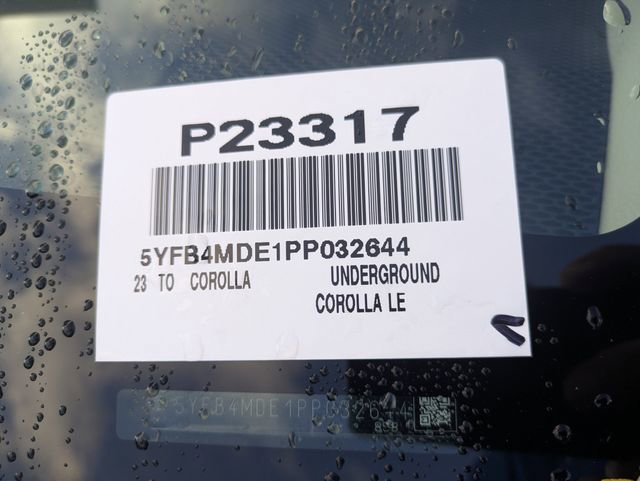 P23317
5YFB4MDE1PP032644
23 TO COROLLA UNDERGROUND
COROLLA LE
5YFB4MDE1PP032644